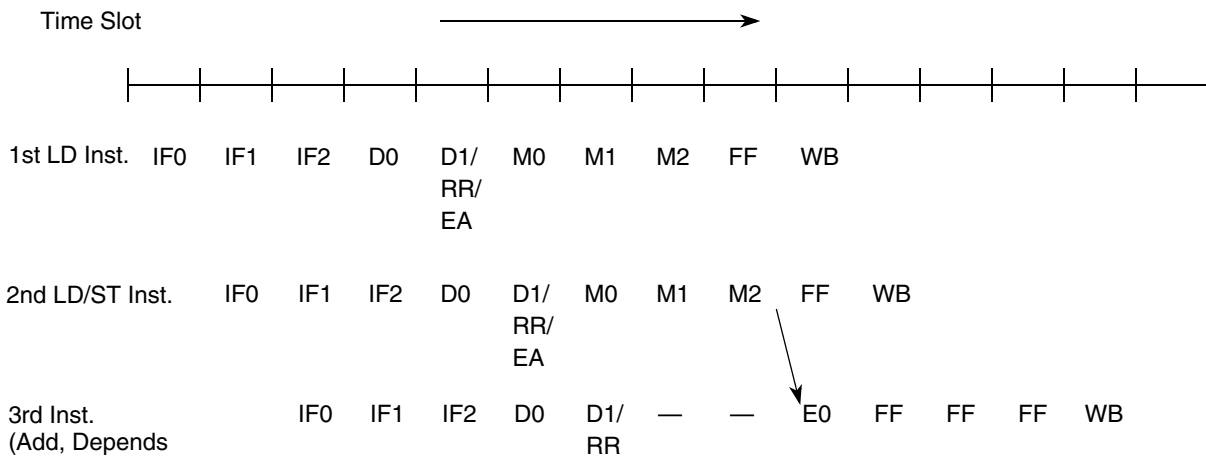 Time Slot
1st LD Inst. IF0 IF1 IF2 D0 D1/ M0 M1 M2 FF WB
RR/
EA
2nd LD/ST Inst. IF0 IF1 IF2 D0 D1/ M0 M1 M2 FF WB
RR/
EA
3rd Inst. IF0 IF1 IF2 D0 D1/ — — E0 FF FF FF WB
(Add, Depends RR